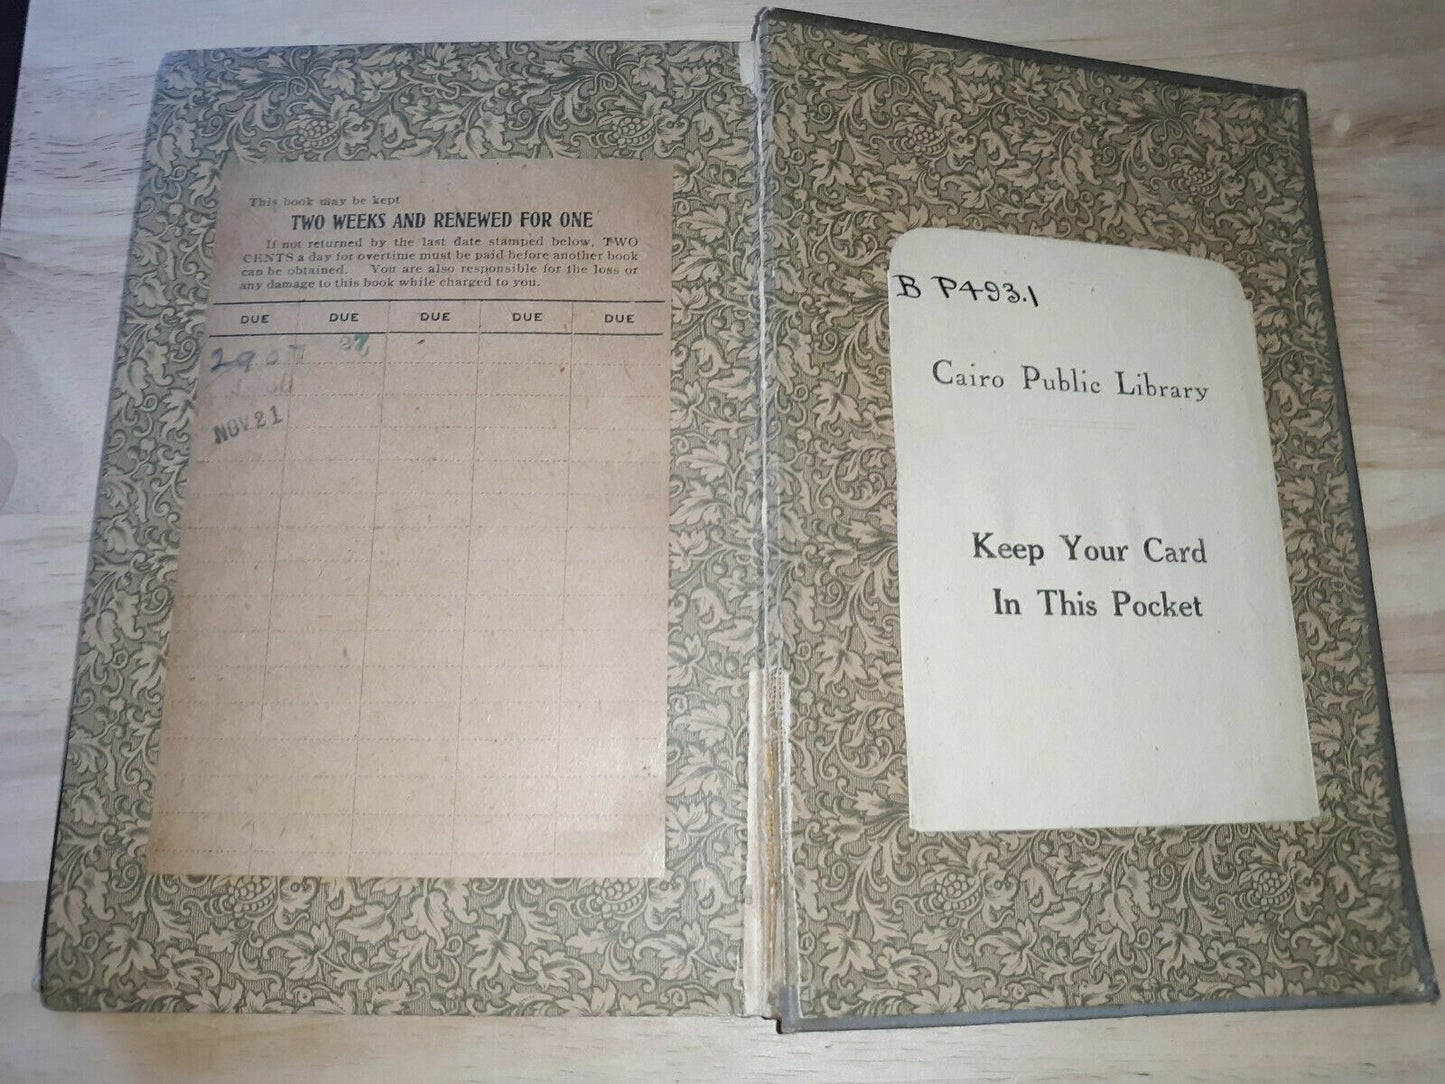 This book may be kept
TWO WEEKS AND RENEWED FOR ONE
If not returned by the last date stamped below, TWO
CENTS a day for overtime must be paid before another book
can be obtained. You are also responsible for the loss or
any damage to this book while charged to you.
DUE DUE DUE DUE DUE
27
NOV 21
B P493.1
Cairo Public Library
Keep Your Card
In This Pocket